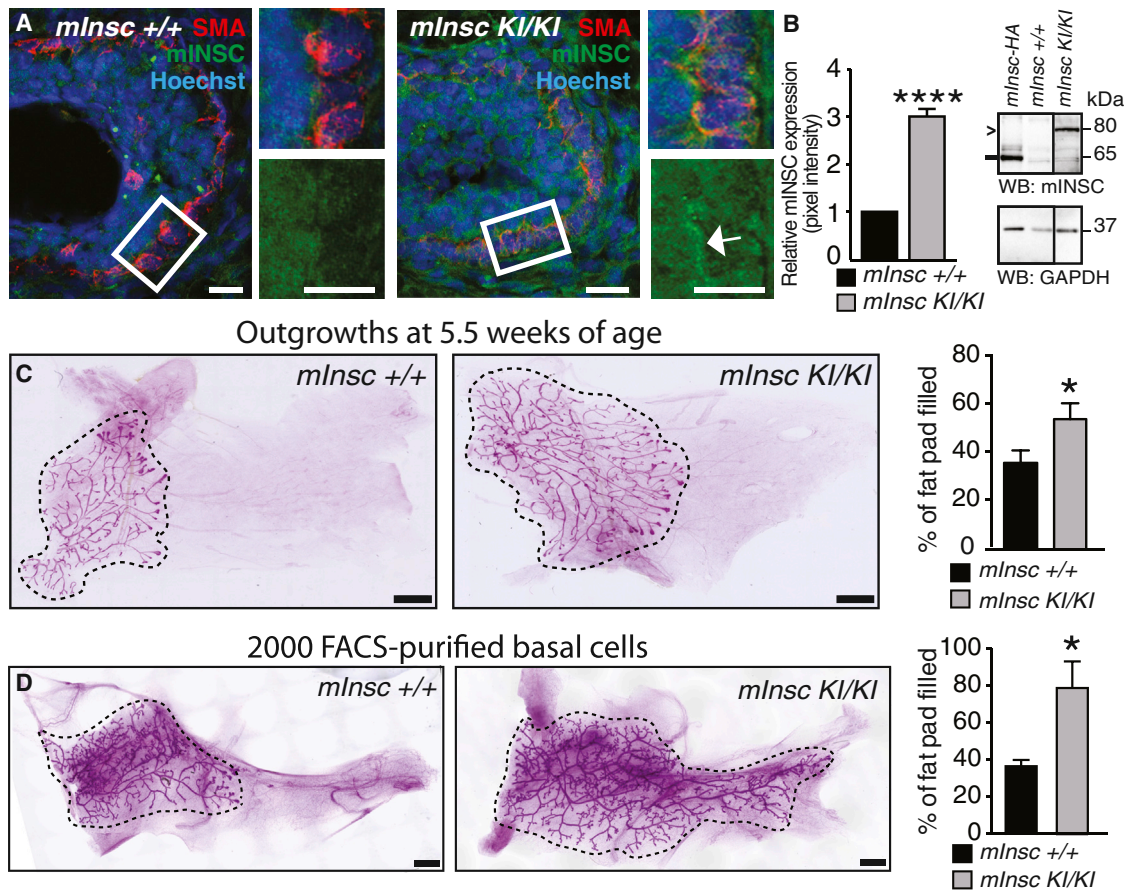 A
mInsc +/+ SMA
mINSC
Hoechst
mInsc KI/KI SMA
mINSC
Hoechst
B
Relative mINSC expression
(pixel intensity)
4
3
2
1
0
****
mInsc +/+
mInsc KI/KI
mInsc-HA
mInsc +/+
mInsc KI/KI
kDa
>
80
65
WB: mINSC
37
WB: GAPDH
Outgrowths at 5.5 weeks of age
C
mInsc +/+
mInsc KI/KI
% of fat pad filled
80
60
40
20
0
*
mInsc +/+
mInsc KI/KI
2000 FACS-purified basal cells
D
mInsc +/+
mInsc KI/KI
% of fat pad filled
100
80
60
40
20
0
*
mInsc +/+
mInsc KI/KI